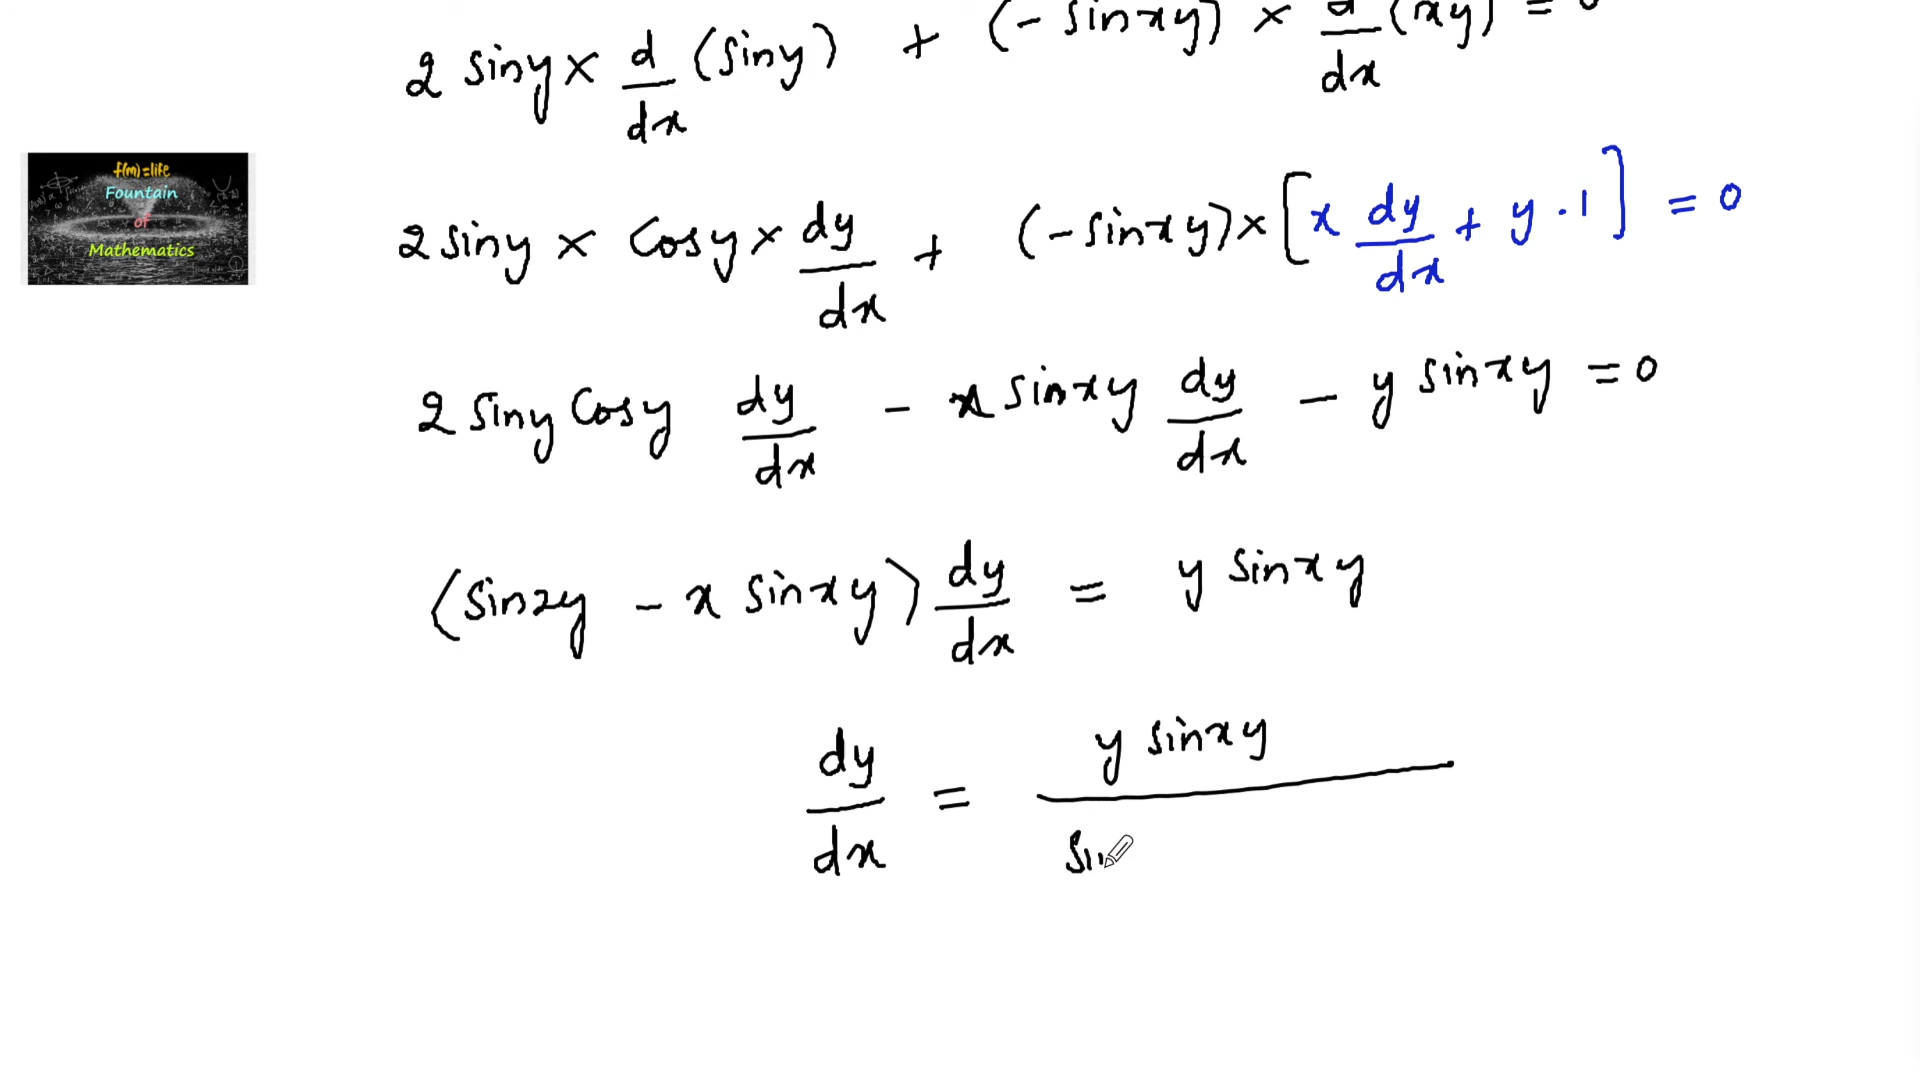 2 siny × d/dx (siny) + (- sinxy) × d/dx (xy) = 0
f(m)=life
Fountain
of
Mathematics
2 siny × Cosy × dy/dx + (-sinxy) × [x dy/dx + y . 1] = 0
2 siny Cosy dy/dx - x sinxy dy/dx - y sinxy = 0
(sin2y - x sinxy) dy/dx = y sinxy
dy/dx = y sinxy / sin